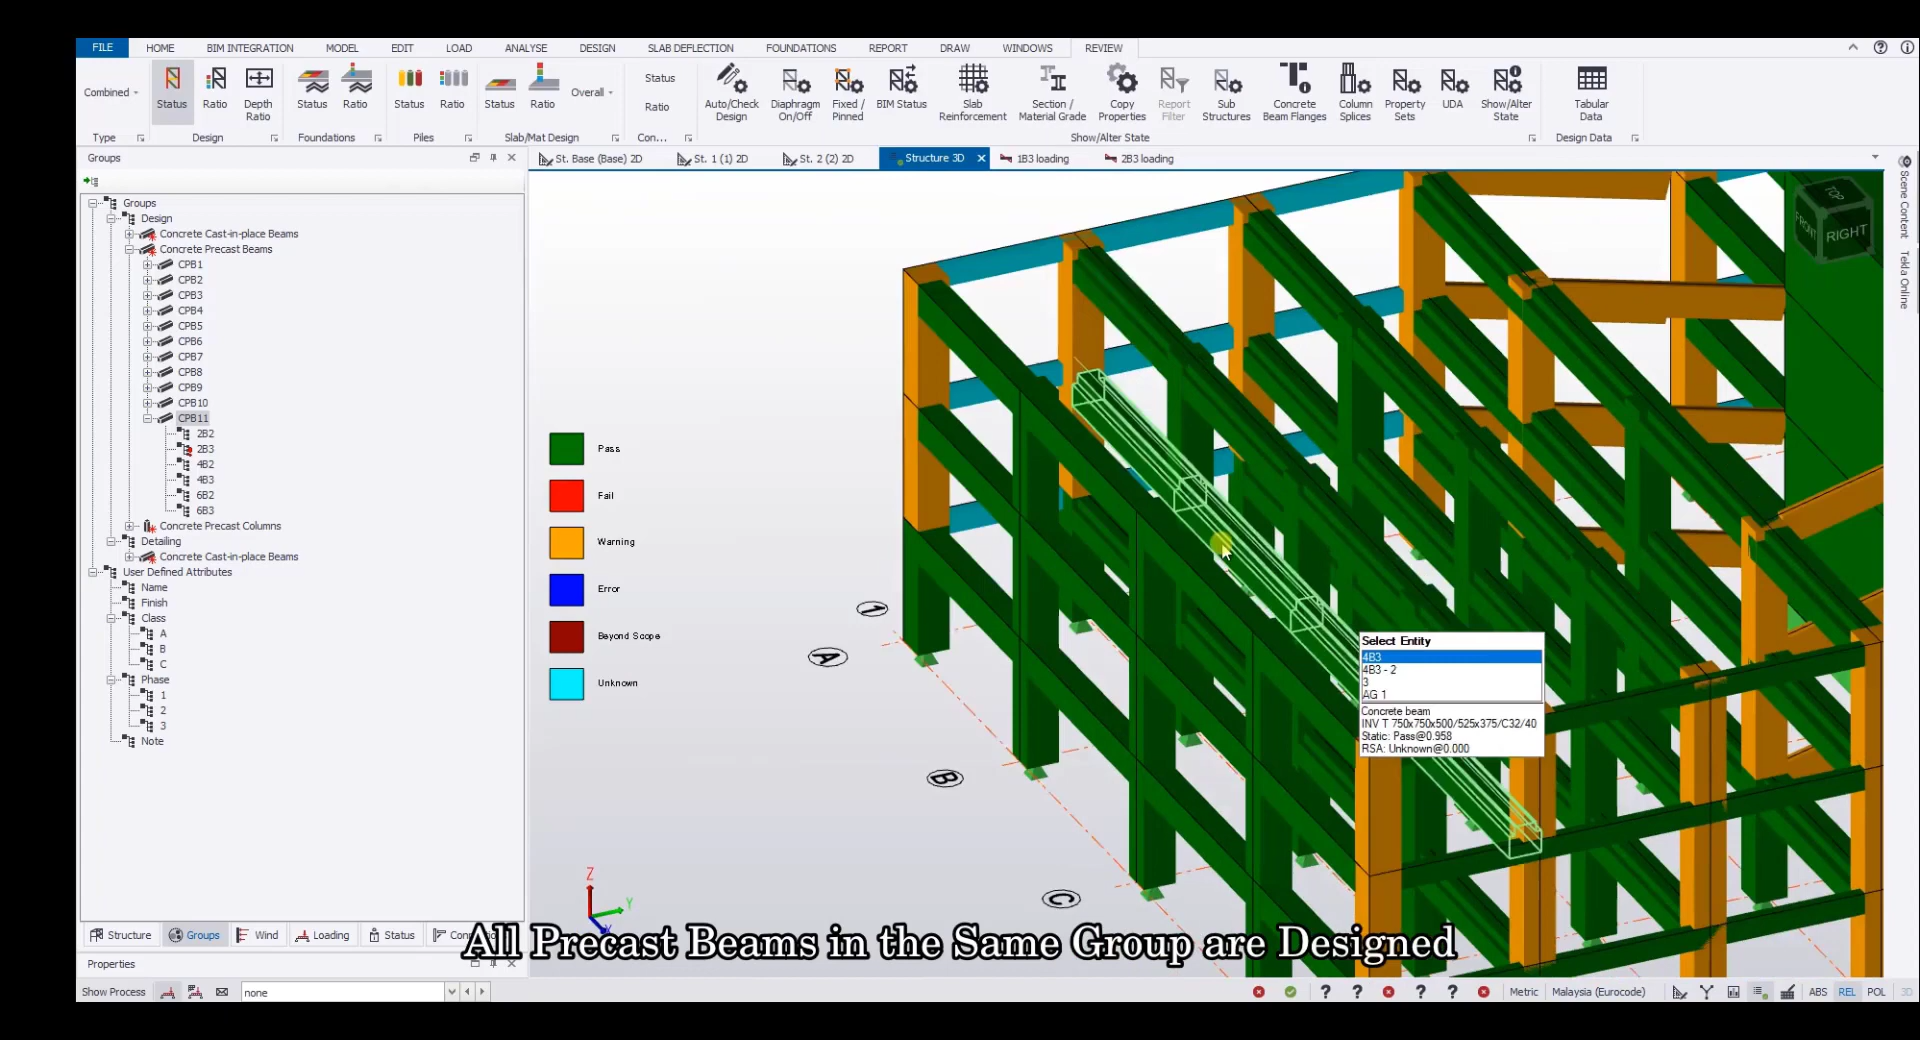 FILE HOME BIM INTEGRATION MODEL EDIT LOAD ANALYSE DESIGN SLAB DEFLECTION FOUNDATIONS REPORT DRAW WINDOWS REVIEW
Combined Status Ratio Depth Ratio Status Ratio Status Ratio Status Ratio Overall Status Ratio Auto/Check Design Diaphragm On/Off Fixed / Pinned BIM Status Slab Reinforcement Section / Material Grade Copy Properties Report Filter Sub Structures Concrete Beam Flanges Column Splices Property Sets UDA Show/Alter State Tabular Data
Type Design Foundations Piles Slab/Mat Design Con... Show/Alter State Design Data
Groups
St. Base (Base) 2D St. 1 (1) 2D St. 2 (2) 2D Structure 3D 1B3 loading 2B3 loading
Groups
Design
Concrete Cast-in-place Beams
Concrete Precast Beams
CPB1
CPB2
CPB3
CPB4
CPB5
CPB6
CPB7
CPB8
CPB9
CPB10
CPB11
2B2
2B3
4B2
4B3
6B2
6B3
Concrete Precast Columns
Detailing
Concrete Cast-in-place Beams
User Defined Attributes
Name
Finish
Class
A
B
C
Phase
1
2
3
Note
Pass
Fail
Warning
Error
Beyond Scope
Unknown
TOP
FRONT
RIGHT
Scene Content
Tekla Online
1
A
B
C
Select Entity
4B3
4B3 - 2
3
AG 1
Concrete beam
INV T 750x750x500/525x375/C32/40
Static: Pass@0.958
RSA: Unknown@0.000
Z
Y
Structure Groups Wind Loading Status
All Precast Beams in the Same Group are Designed
Properties
Show Process none Metric Malaysia (Eurocode) ABS REL POL 3D